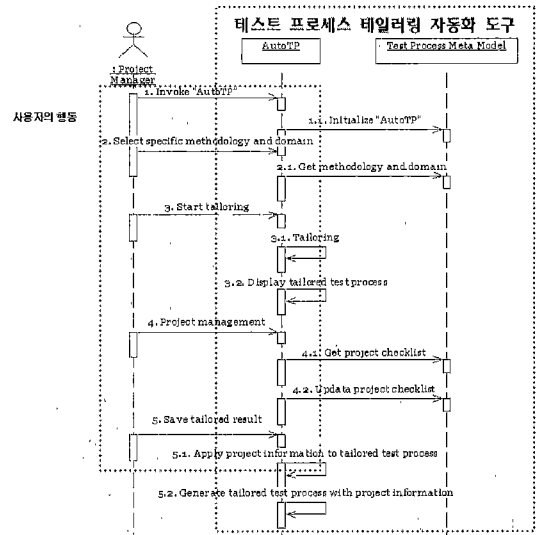 테스트 프로세스 테일러링 자동화 도구
AutoTP
Test Process Meta Model
: Project
Manager
사용자의 행동
1. Invoke "AutoTP"
1.1. Initialize "AutoTP"
2. Select specific methodology and domain
2.1. Get methodology and domain
3. Start tailoring
3.1. Tailoring
3.2. Display tailored test process
4. Project management
4.1. Get project checklist
4.2. Updata project checklist
5. Save tailored result
5.1. Apply project information to tailored test process
5.2. Generate tailored test process with project information